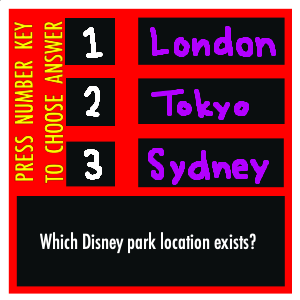 PRESS NUMBER KEY
TO CHOOSE ANSWER
1 London
2 Tokyo
3 Sydney
Which Disney park location exists?